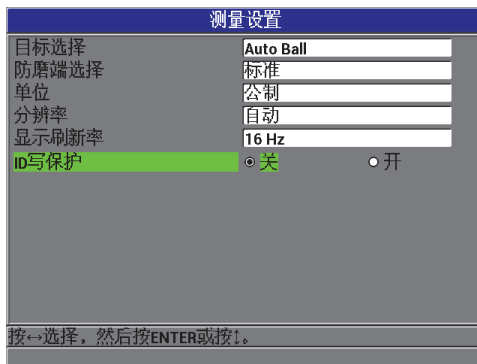 测量设置
目标选择 Auto Ball
防磨端选择 标准
单位 公制
分辨率 自动
显示刷新率 16 Hz
ID写保护 关 开
按↔选择，然后按ENTER或按↕。